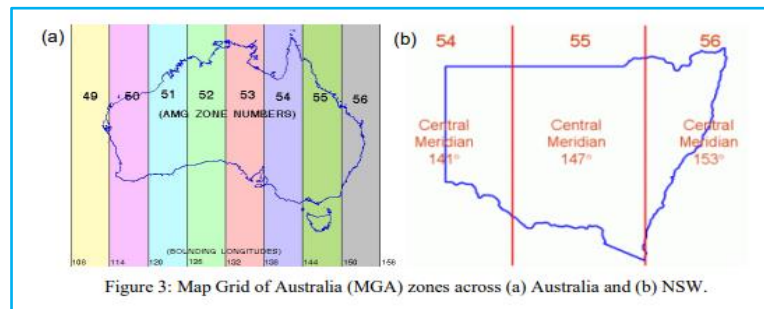 (a)
49 50 51 52 53 54 55 56
(AMG ZONE NUMBERS)
(BOUNDING LONGITUDES)
108 114 120 126 132 138 144 150 156
(b)
54 55 56
Central Meridian 141°
Central Meridian 147°
Central Meridian 153°
Figure 3: Map Grid of Australia (MGA) zones across (a) Australia and (b) NSW.